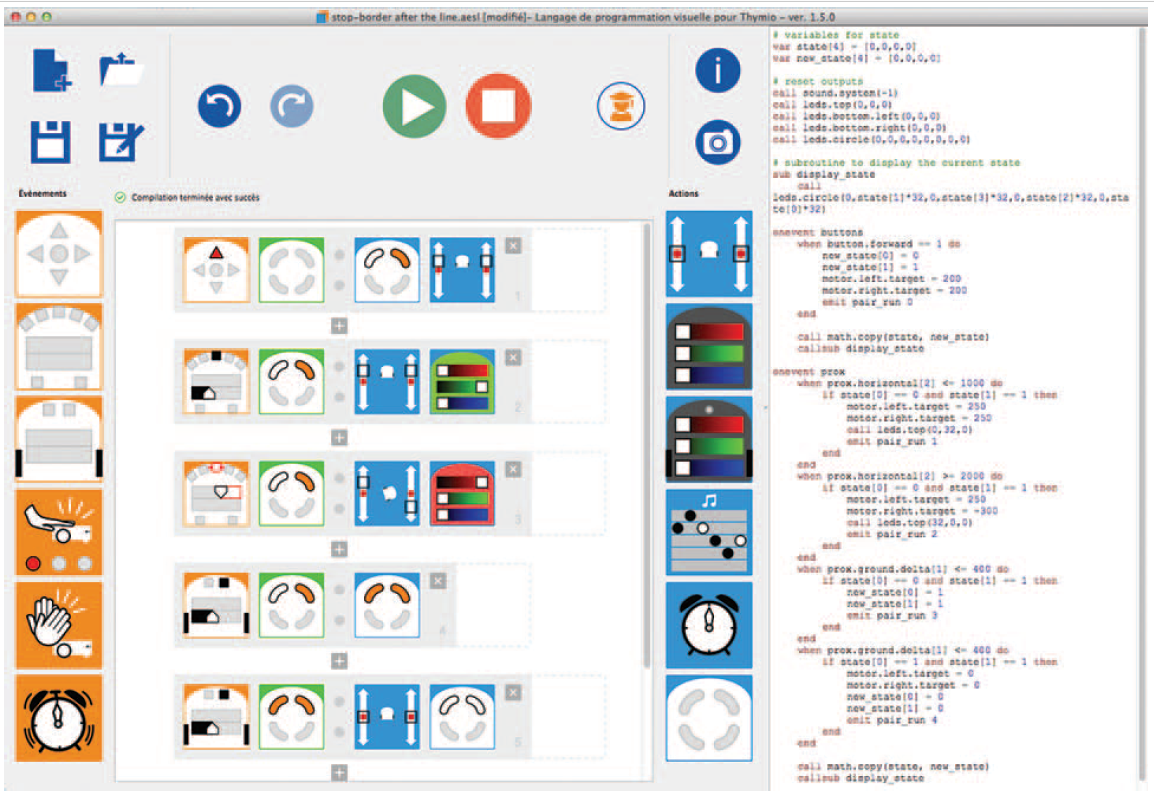 stop-border after the line.aesl [modifié]- Langage de programmation visuelle pour Thymio – ver. 1.5.0
Évènements
Compilation terminée avec succès
Actions
1
2
3
4
5
# variables for state
var state[4] = [0,0,0,0]
var new_state[4] = [0,0,0,0]
# reset outputs
call sound.system(-1)
call leds.top(0,0,0)
call leds.bottom.left(0,0,0)
call leds.bottom.right(0,0,0)
call leds.circle(0,0,0,0,0,0,0,0)
# subroutine to display the current state
sub display_state
call
leds.circle(0,state[1]*32,0,state[3]*32,0,state[2]*32,0,sta
te[0]*32)
onevent buttons
when button.forward == 1 do
new_state[0] = 0
new_state[1] = 1
motor.left.target = 200
motor.right.target = 200
emit pair_run 0
end
call math.copy(state, new_state)
callsub display_state
onevent prox
when prox.horizontal[2] <= 1000 do
if state[0] == 0 and state[1] == 1 then
motor.left.target = 250
motor.right.target = 250
call leds.top(0,32,0)
emit pair_run 1
end
end
when prox.horizontal[2] >= 2000 do
if state[0] == 0 and state[1] == 1 then
motor.left.target = 250
motor.right.target = -300
call leds.top(32,0,0)
emit pair_run 2
end
end
when prox.ground.delta[1] <= 400 do
if state[0] == 0 and state[1] == 1 then
new_state[0] = 1
new_state[1] = 1
emit pair_run 3
end
end
when prox.ground.delta[1] <= 400 do
if state[0] == 1 and state[1] == 1 then
motor.left.target = 0
motor.right.target = 0
new_state[0] = 0
new_state[1] = 0
emit pair_run 4
end
end
call math.copy(state, new_state)
callsub display_state